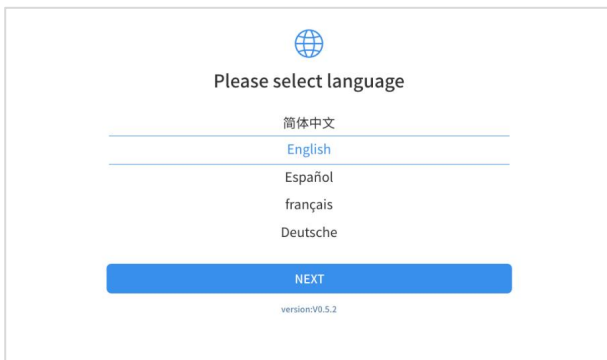 Please select language
简体中文
English
Español
français
Deutsche
NEXT
version:V0.5.2